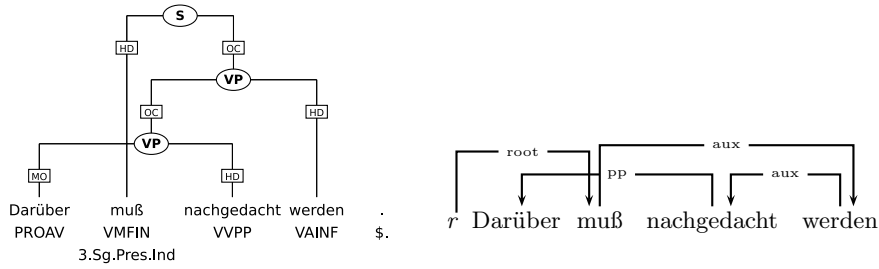 S
HD OC
VP
OC HD
VP
MO HD
Darüber muß nachgedacht werden .
PROAV VMFIN VVPP VAINF $.
3.Sg.Pres.Ind
root aux
pp aux
r Darüber muß nachgedacht werden